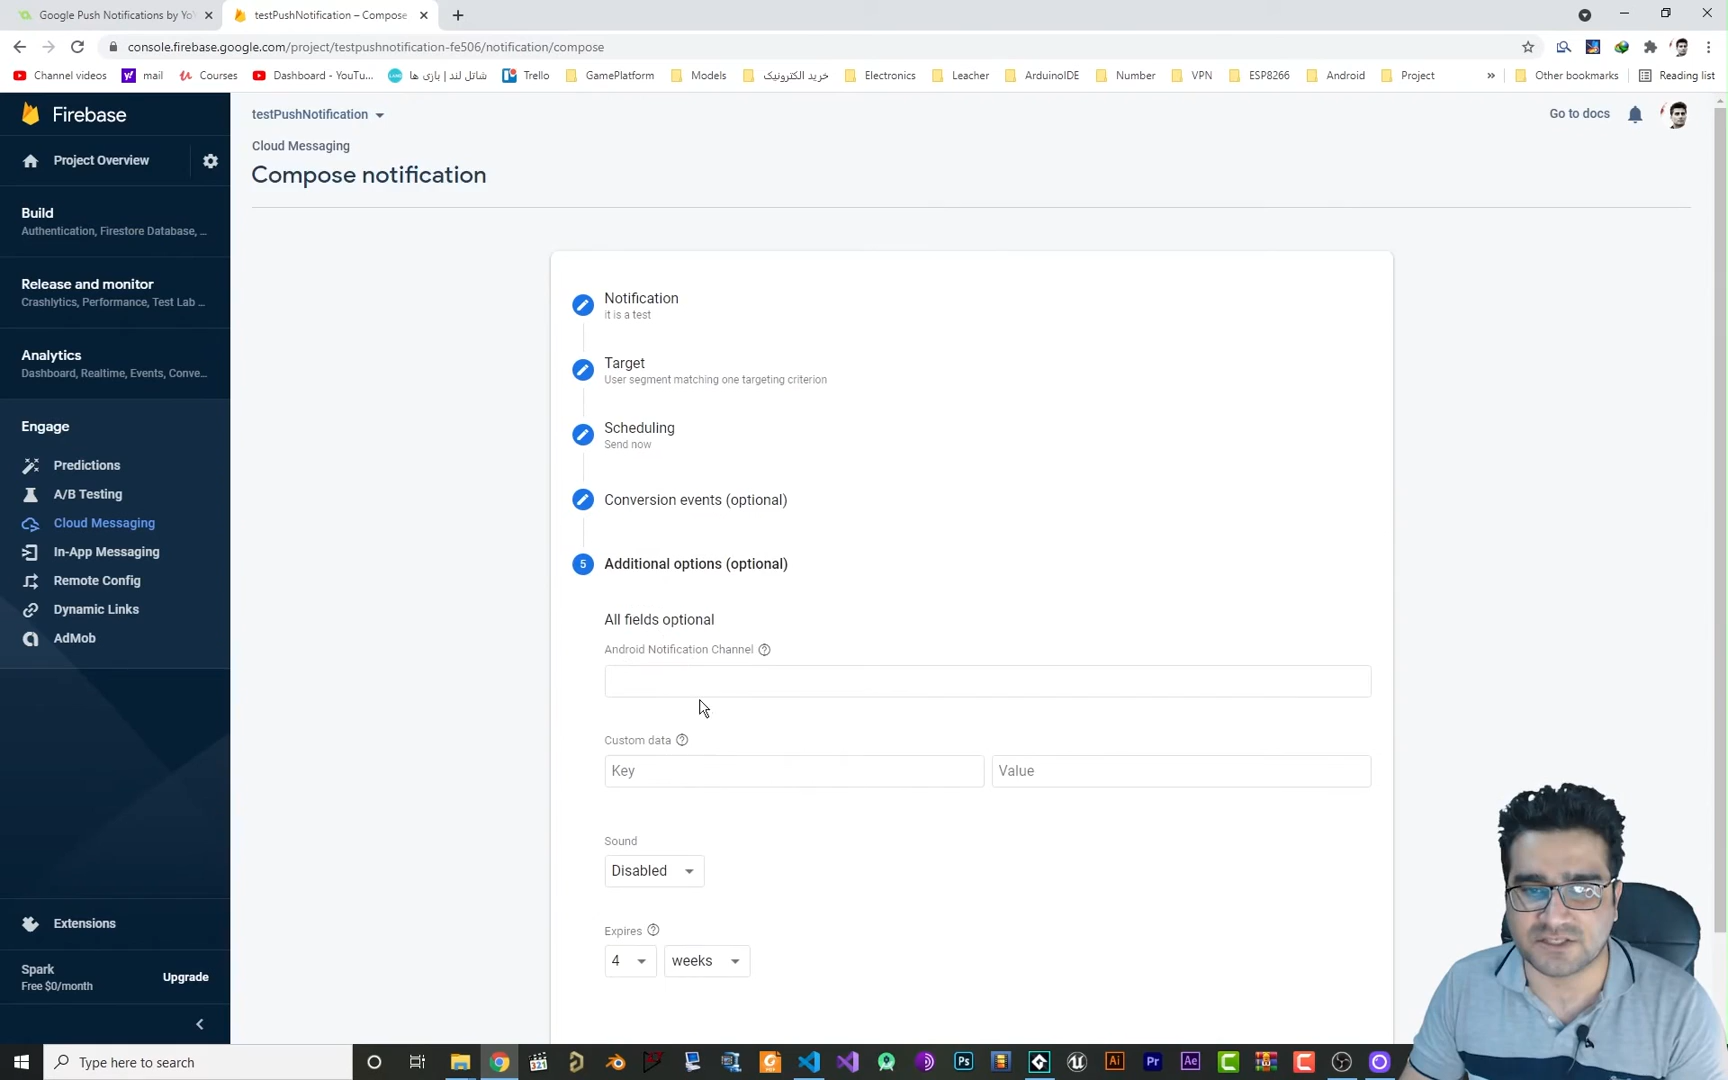 Google Push Notifications by Yo
testPushNotification – Compose
console.firebase.google.com/project/testpushnotification-fe506/notification/compose
Channel videos
mail
Courses
Dashboard - YouTu...
شاتل لند | بازی ها
Trello
GamePlatform
Models
خرید الکترونیک
Electronics
Leacher
ArduinoIDE
Number
VPN
ESP8266
Android
Project
»
Other bookmarks
Reading list
Firebase
testPushNotification
Go to docs
Cloud Messaging
Compose notification
Project Overview
Build
Authentication, Firestore Database, ...
Release and monitor
Crashlytics, Performance, Test Lab ...
Analytics
Dashboard, Realtime, Events, Conve...
Engage
Predictions
A/B Testing
Cloud Messaging
In-App Messaging
Remote Config
Dynamic Links
AdMob
Extensions
Spark
Free $0/month
Upgrade
Notification
it is a test
Target
User segment matching one targeting criterion
Scheduling
Send now
Conversion events (optional)
5
Additional options (optional)
All fields optional
Android Notification Channel
Custom data
Key
Value
Sound
Disabled
Expires
4
weeks
Type here to search
Ps
Ai
Pr
Ae